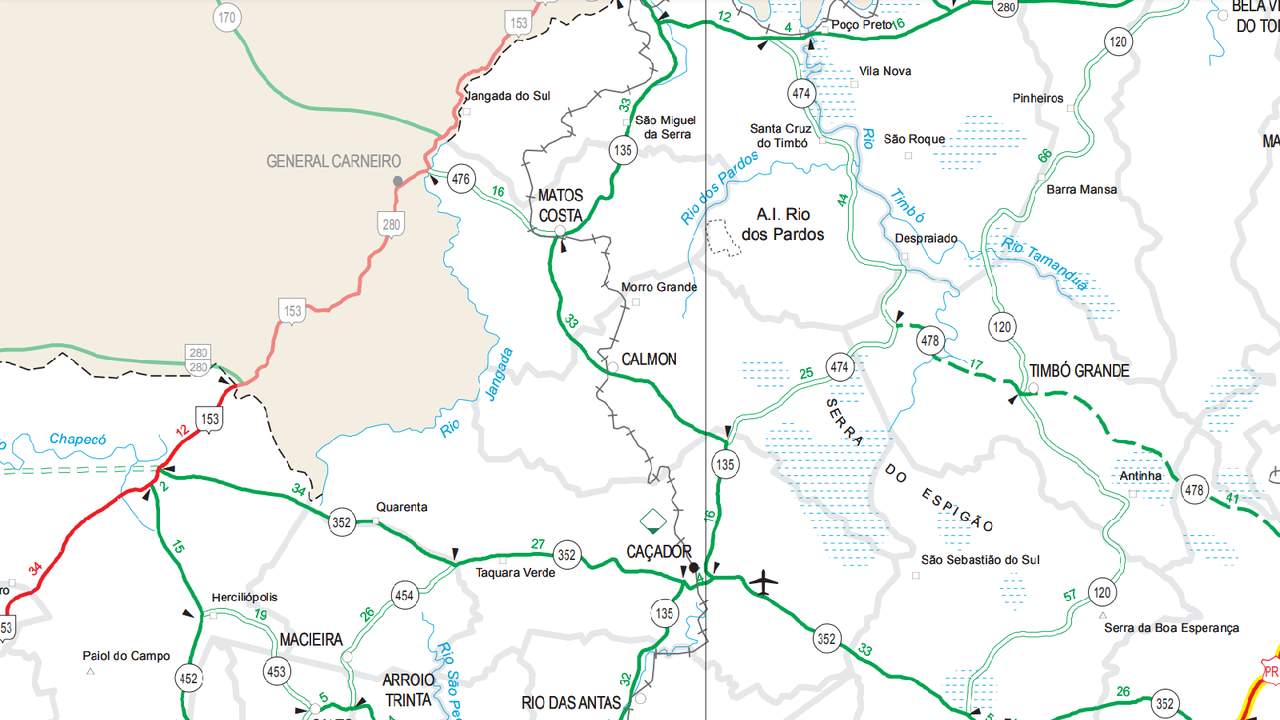 170
153
12
4
16
280
Poço Preto
BELA VI
DO TOL
120
Jangada do Sul
Vila Nova
474
33
São Miguel
da Serra
Pinheiros
Santa Cruz
do Timbó
Rio
São Roque
MA
135
66
GENERAL CARNEIRO
476
16
Rio dos Pardos
Barra Mansa
MATOS
COSTA
44
Timbó
280
A.I. Rio
dos Pardos
Despraiado
Rio Tamanduá
Morro Grande
153
33
120
478
280
280
CALMON
17
Jangada
25
474
TIMBÓ GRANDE
153
12
SERRA
Rio
Chapecó
135
DO
2
34
Antinha
478
41
ESPIGÃO
Quarenta
352
16
15
27
352
CAÇADOR
Taquara Verde
São Sebastião do Sul
34
4
454
57
120
ro
Herciliópolis
19
26
135
53
Serra da Boa Esperança
MACIEIRA
352
33
Paiol do Campo
Rio São Pe
452
453
ARROIO
TRINTA
32
PR
5
RIO DAS ANTAS
26
352